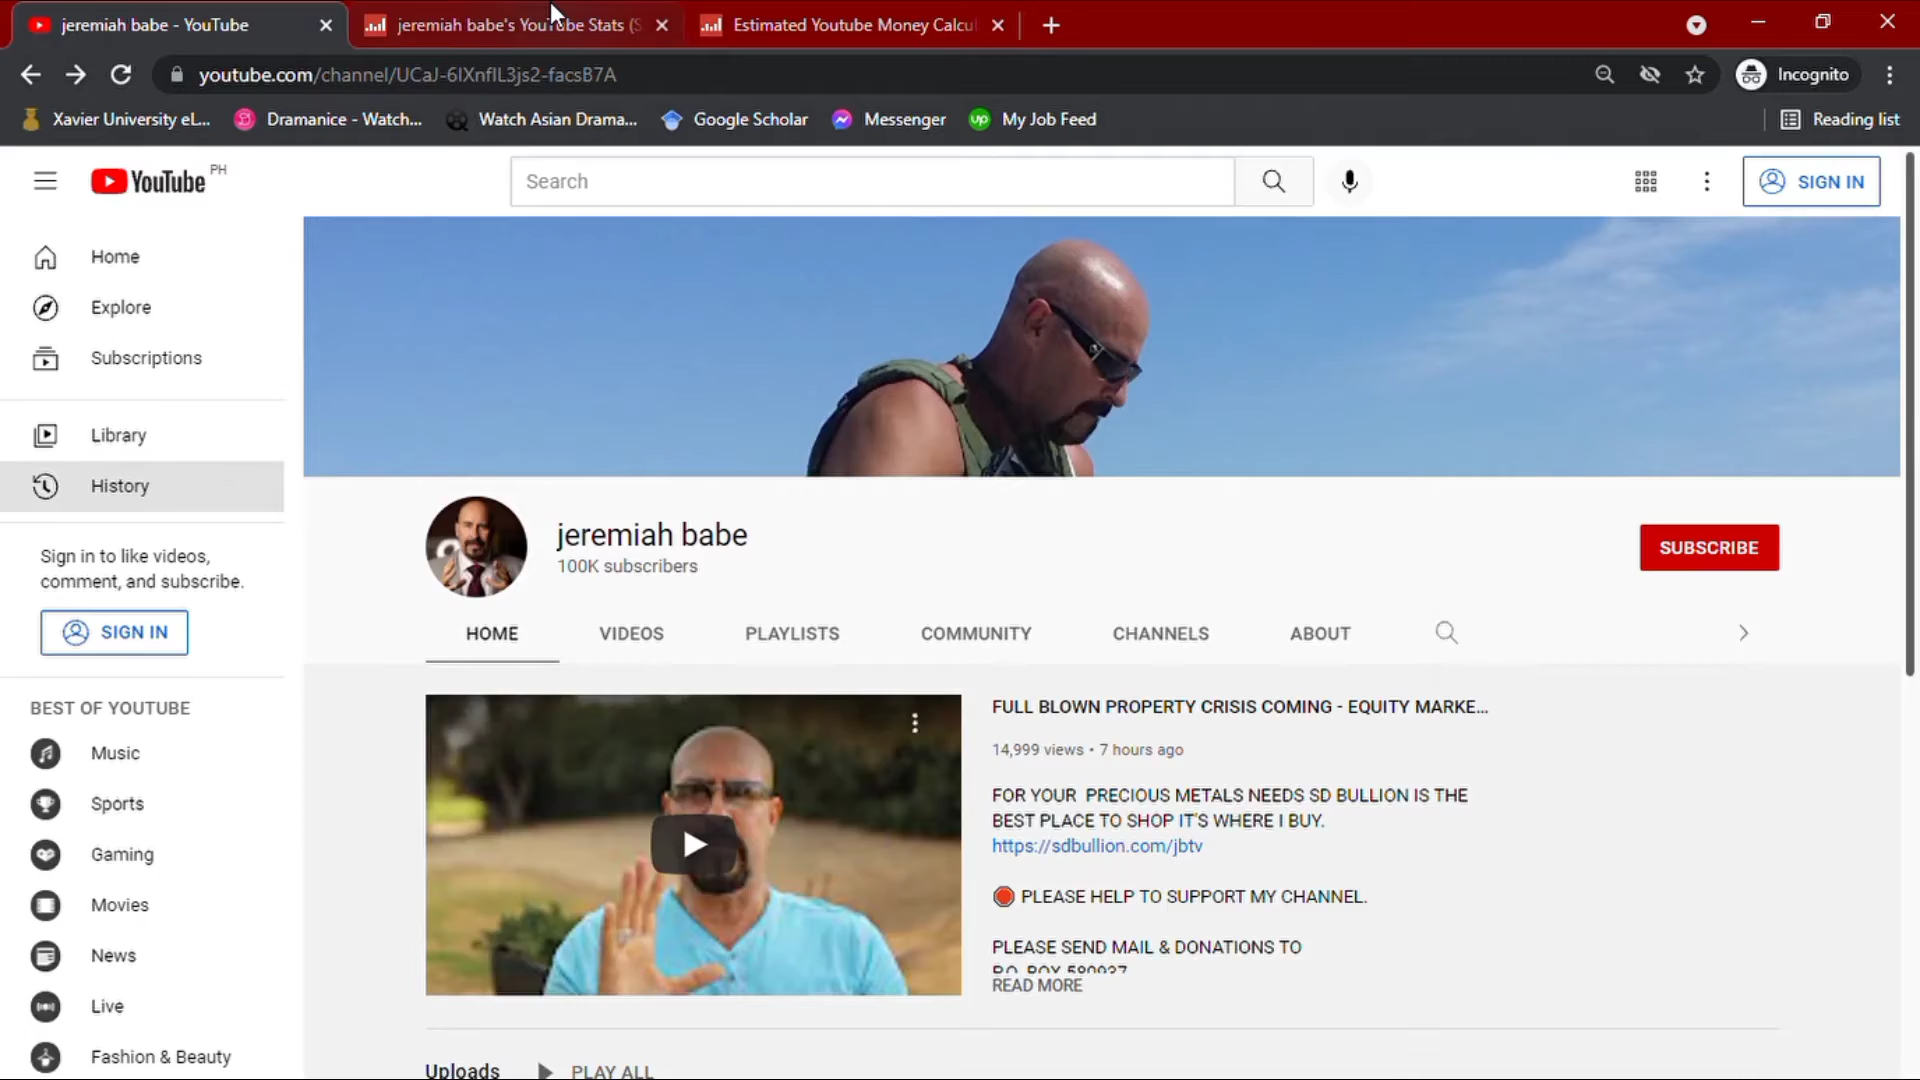 jeremiah babe - YouTube
jeremiah babe's YouTube Stats (S
Estimated Youtube Money Calcu
youtube.com/channel/UCaJ-6IXnfIL3js2-facsB7A
Incognito
Xavier University eL...
Dramanice - Watch...
Watch Asian Drama...
Google Scholar
Messenger
up
My Job Feed
Reading list
YouTube PH
Search
SIGN IN
Home
Explore
Subscriptions
Library
History
Sign in to like videos,
comment, and subscribe.
SIGN IN
BEST OF YOUTUBE
Music
Sports
Gaming
Movies
News
Live
Fashion & Beauty
jeremiah babe
100K subscribers
SUBSCRIBE
HOME
VIDEOS
PLAYLISTS
COMMUNITY
CHANNELS
ABOUT
FULL BLOWN PROPERTY CRISIS COMING - EQUITY MARKE...
14,999 views • 7 hours ago
FOR YOUR PRECIOUS METALS NEEDS SD BULLION IS THE
BEST PLACE TO SHOP IT'S WHERE I BUY.
https://sdbullion.com/jbtv
PLEASE HELP TO SUPPORT MY CHANNEL.
PLEASE SEND MAIL & DONATIONS TO
P.O. BOX 580037
READ MORE
Uploads
PLAY ALL